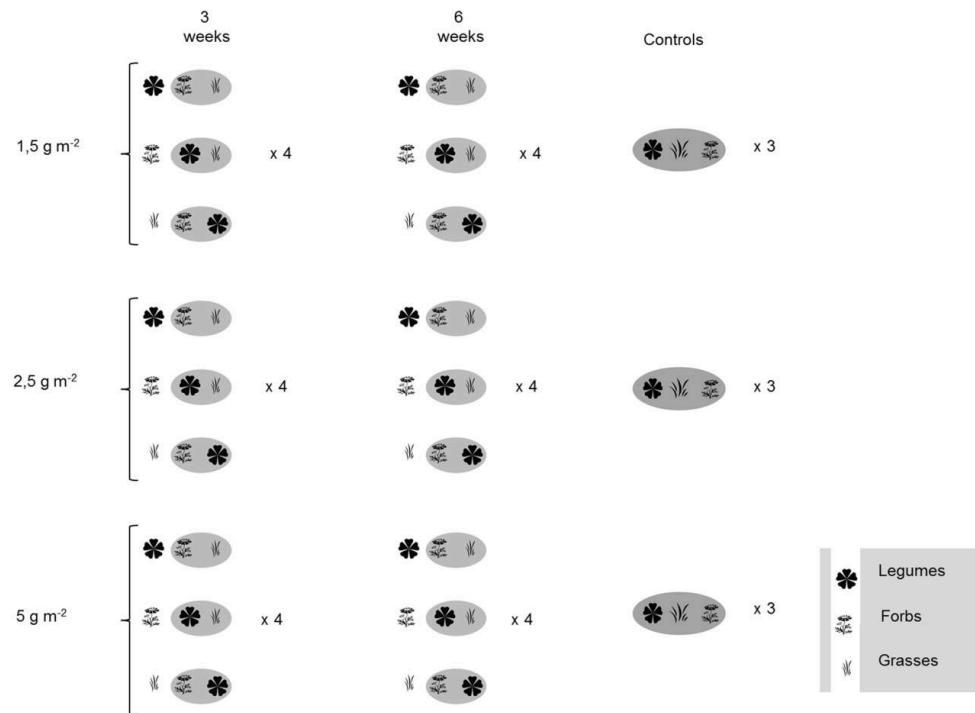 3
weeks
6
weeks
Controls
1,5 g m-2
x 4
x 4
x 3
2,5 g m-2
x 4
x 4
x 3
5 g m-2
x 4
x 4
x 3
Legumes
Forbs
Grasses